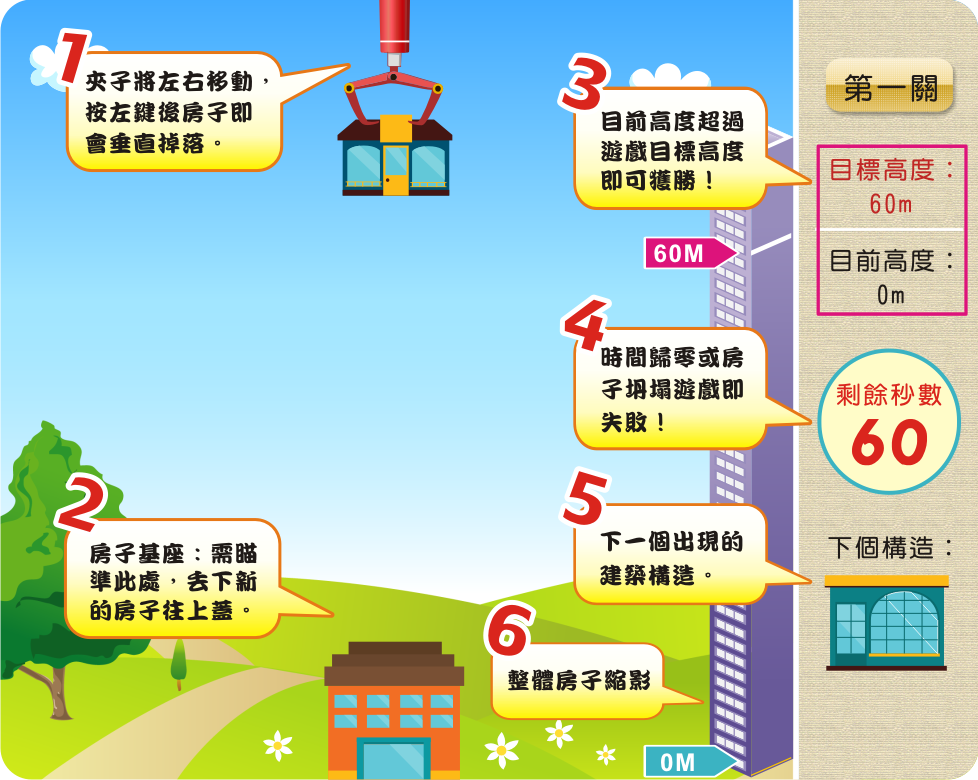 1
夾子將左右移動，
按左鍵後房子即
會垂直掉落。
2
房子基座：需瞄
準此處，去下新
的房子往上蓋。
3
目前高度超過
遊戲目標高度
即可獲勝！
60M
4
時間歸零或房
子坍塌遊戲即
失敗！
5
下一個出現的
建築構造。
6
整體房子縮影
0M
第一關
目標高度：
60m
目前高度：
0m
剩餘秒數
60
下個構造：